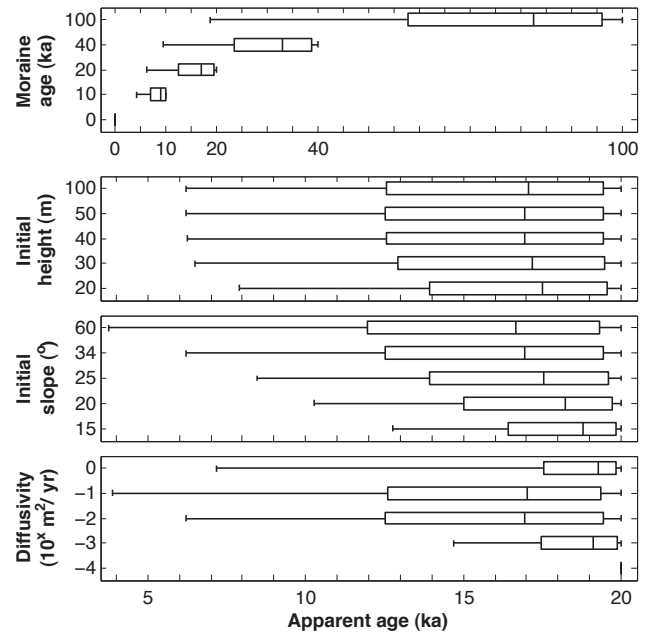 Moraine
age (ka)
100
40
20
10
0
0 10 20 40 100
Initial
height (m)
100
50
40
30
20
Initial
slope (º)
60
34
25
20
15
Diffusivity
(10ˣ m²/ yr)
0
−1
−2
−3
−4
5 10 15 20
Apparent age (ka)